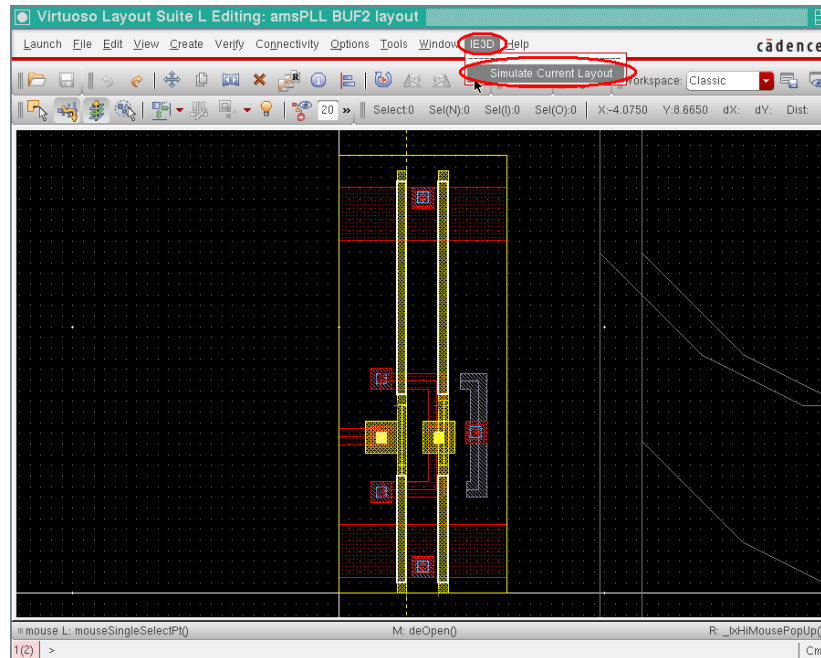 Virtuoso Layout Suite L Editing: amsPLL BUF2 layout
Launch File Edit View Create Verify Connectivity Options Tools Window IE3D Help cādence
Simulate Current Layout
Workspace: Classic
R
20 » Select:0 Sel(N):0 Sel(I):0 Sel(O):0 X:-4.0750 Y:8.6650 dX: dY: Dist:
mouse L: mouseSingleSelectPt() M: deOpen() R: _lxHiMousePopUp(
1(2) > Cm